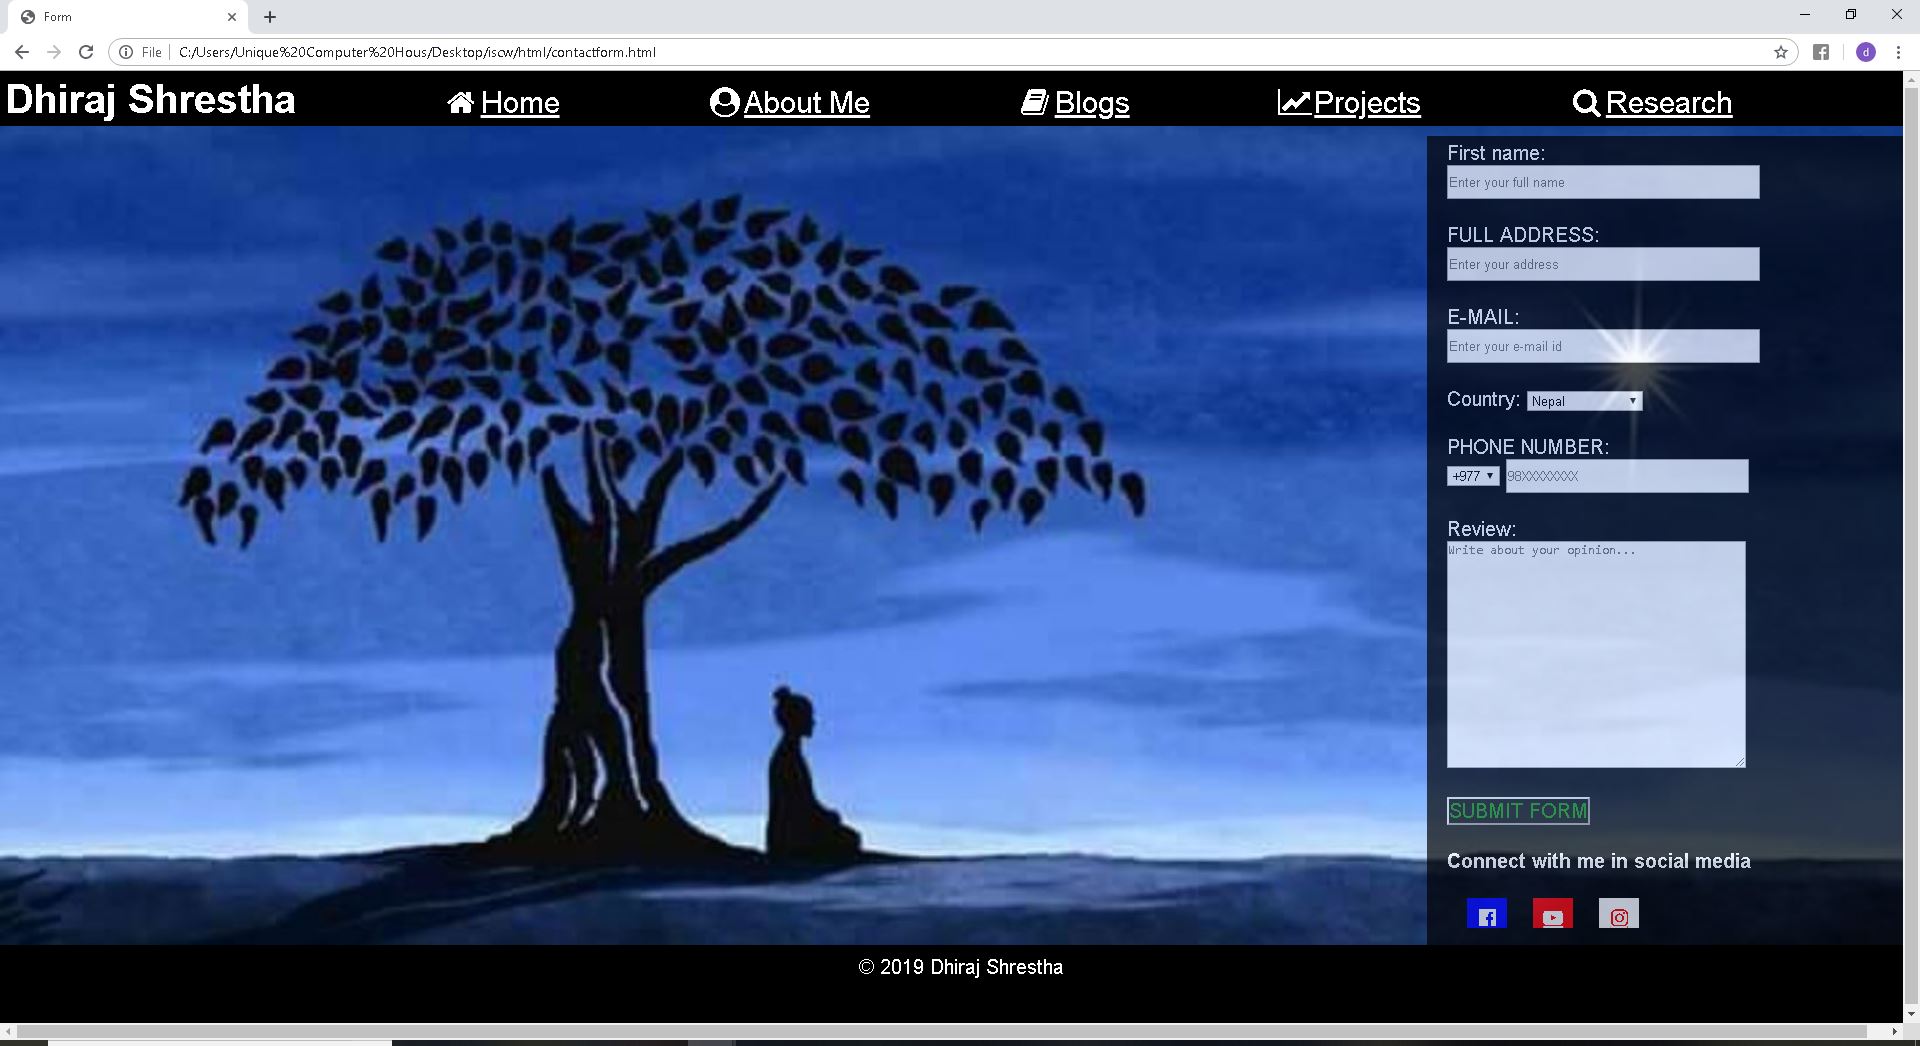 Form
File
C:/Users/Unique%20Computer%20Hous/Desktop/iscw/html/contactform.html
d
Dhiraj Shrestha Home About Me Blogs Projects Research
First name:
Enter your full name
FULL ADDRESS:
Enter your address
E-MAIL:
Enter your e-mail id
Country: Nepal
PHONE NUMBER:
+977 98XXXXXXXX
Review:
Write about your opinion...
SUBMIT FORM
Connect with me in social media
© 2019 Dhiraj Shrestha